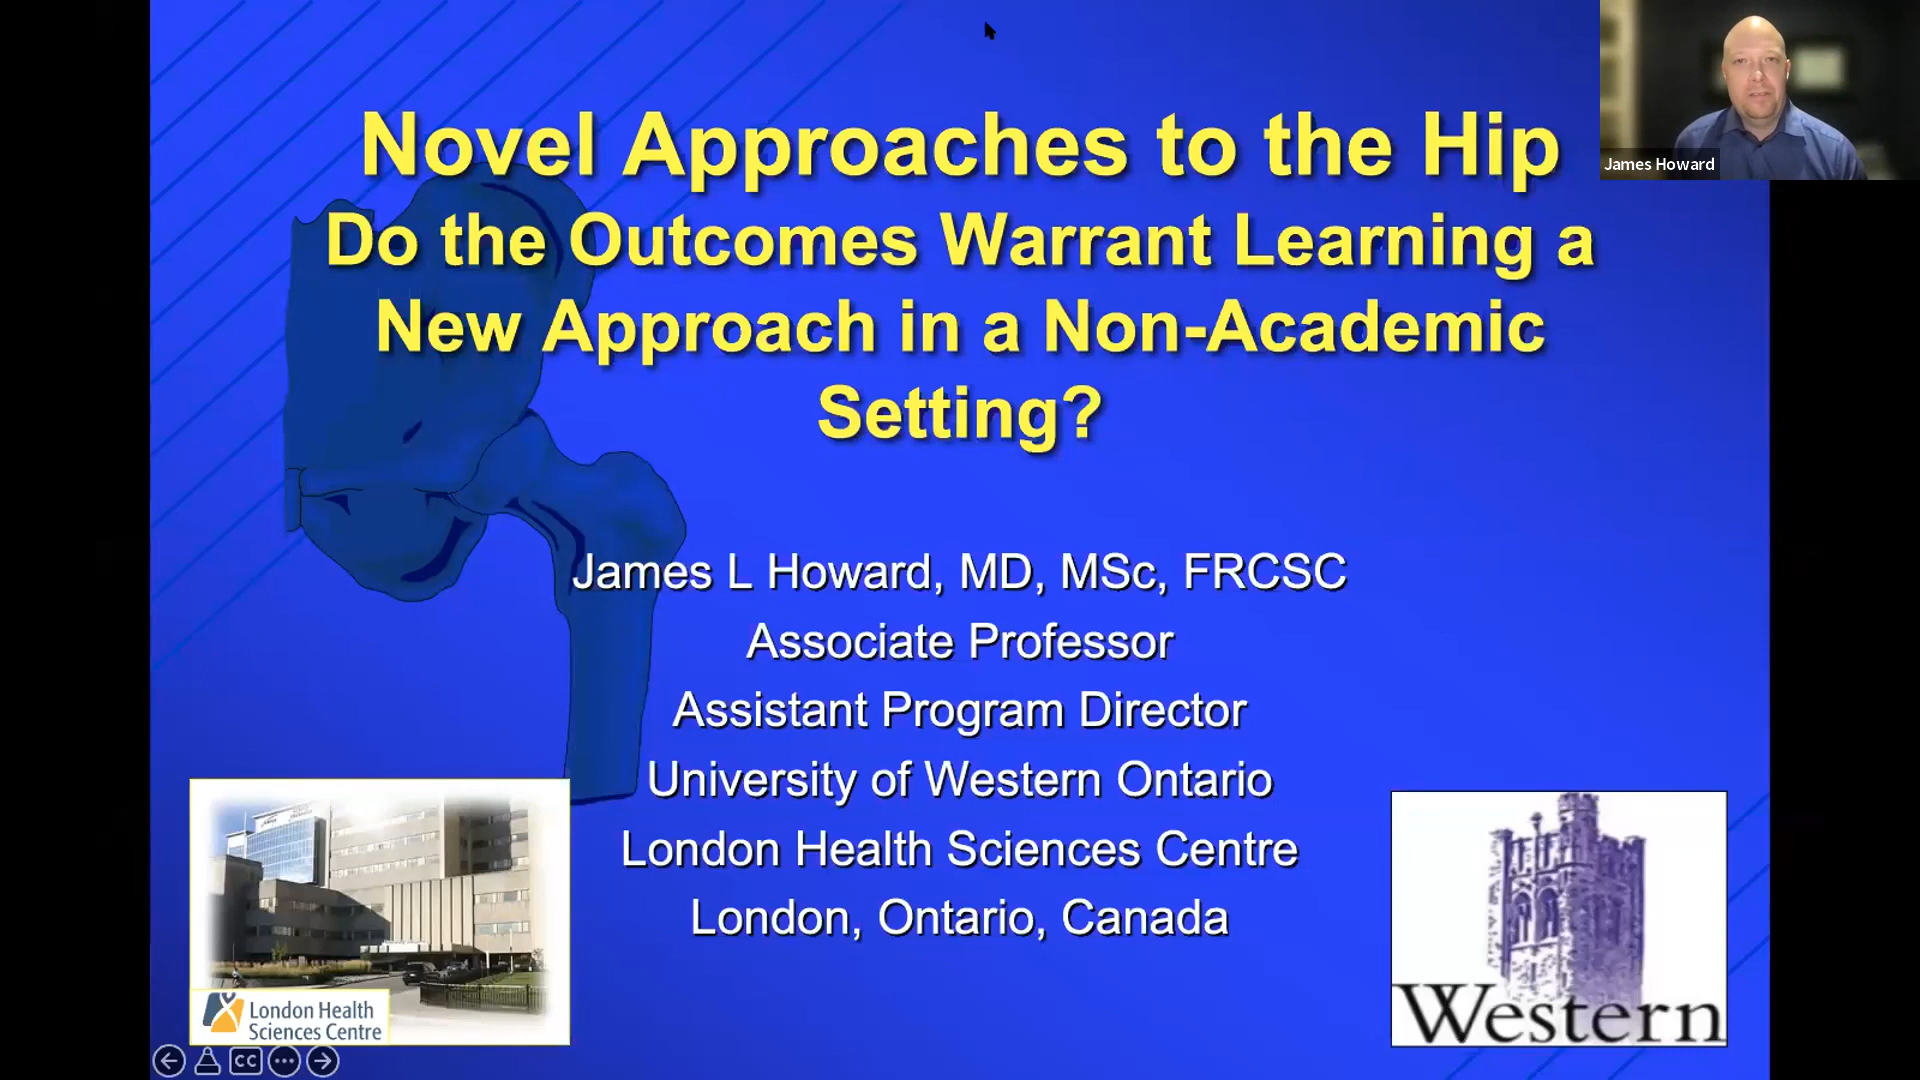 Novel Approaches to the Hip
Do the Outcomes Warrant Learning a
New Approach in a Non-Academic
Setting?
James Howard
James L Howard, MD, MSc, FRCSC
Associate Professor
Assistant Program Director
University of Western Ontario
London Health Sciences Centre
London, Ontario, Canada
London Health
Sciences Centre
Western
CC